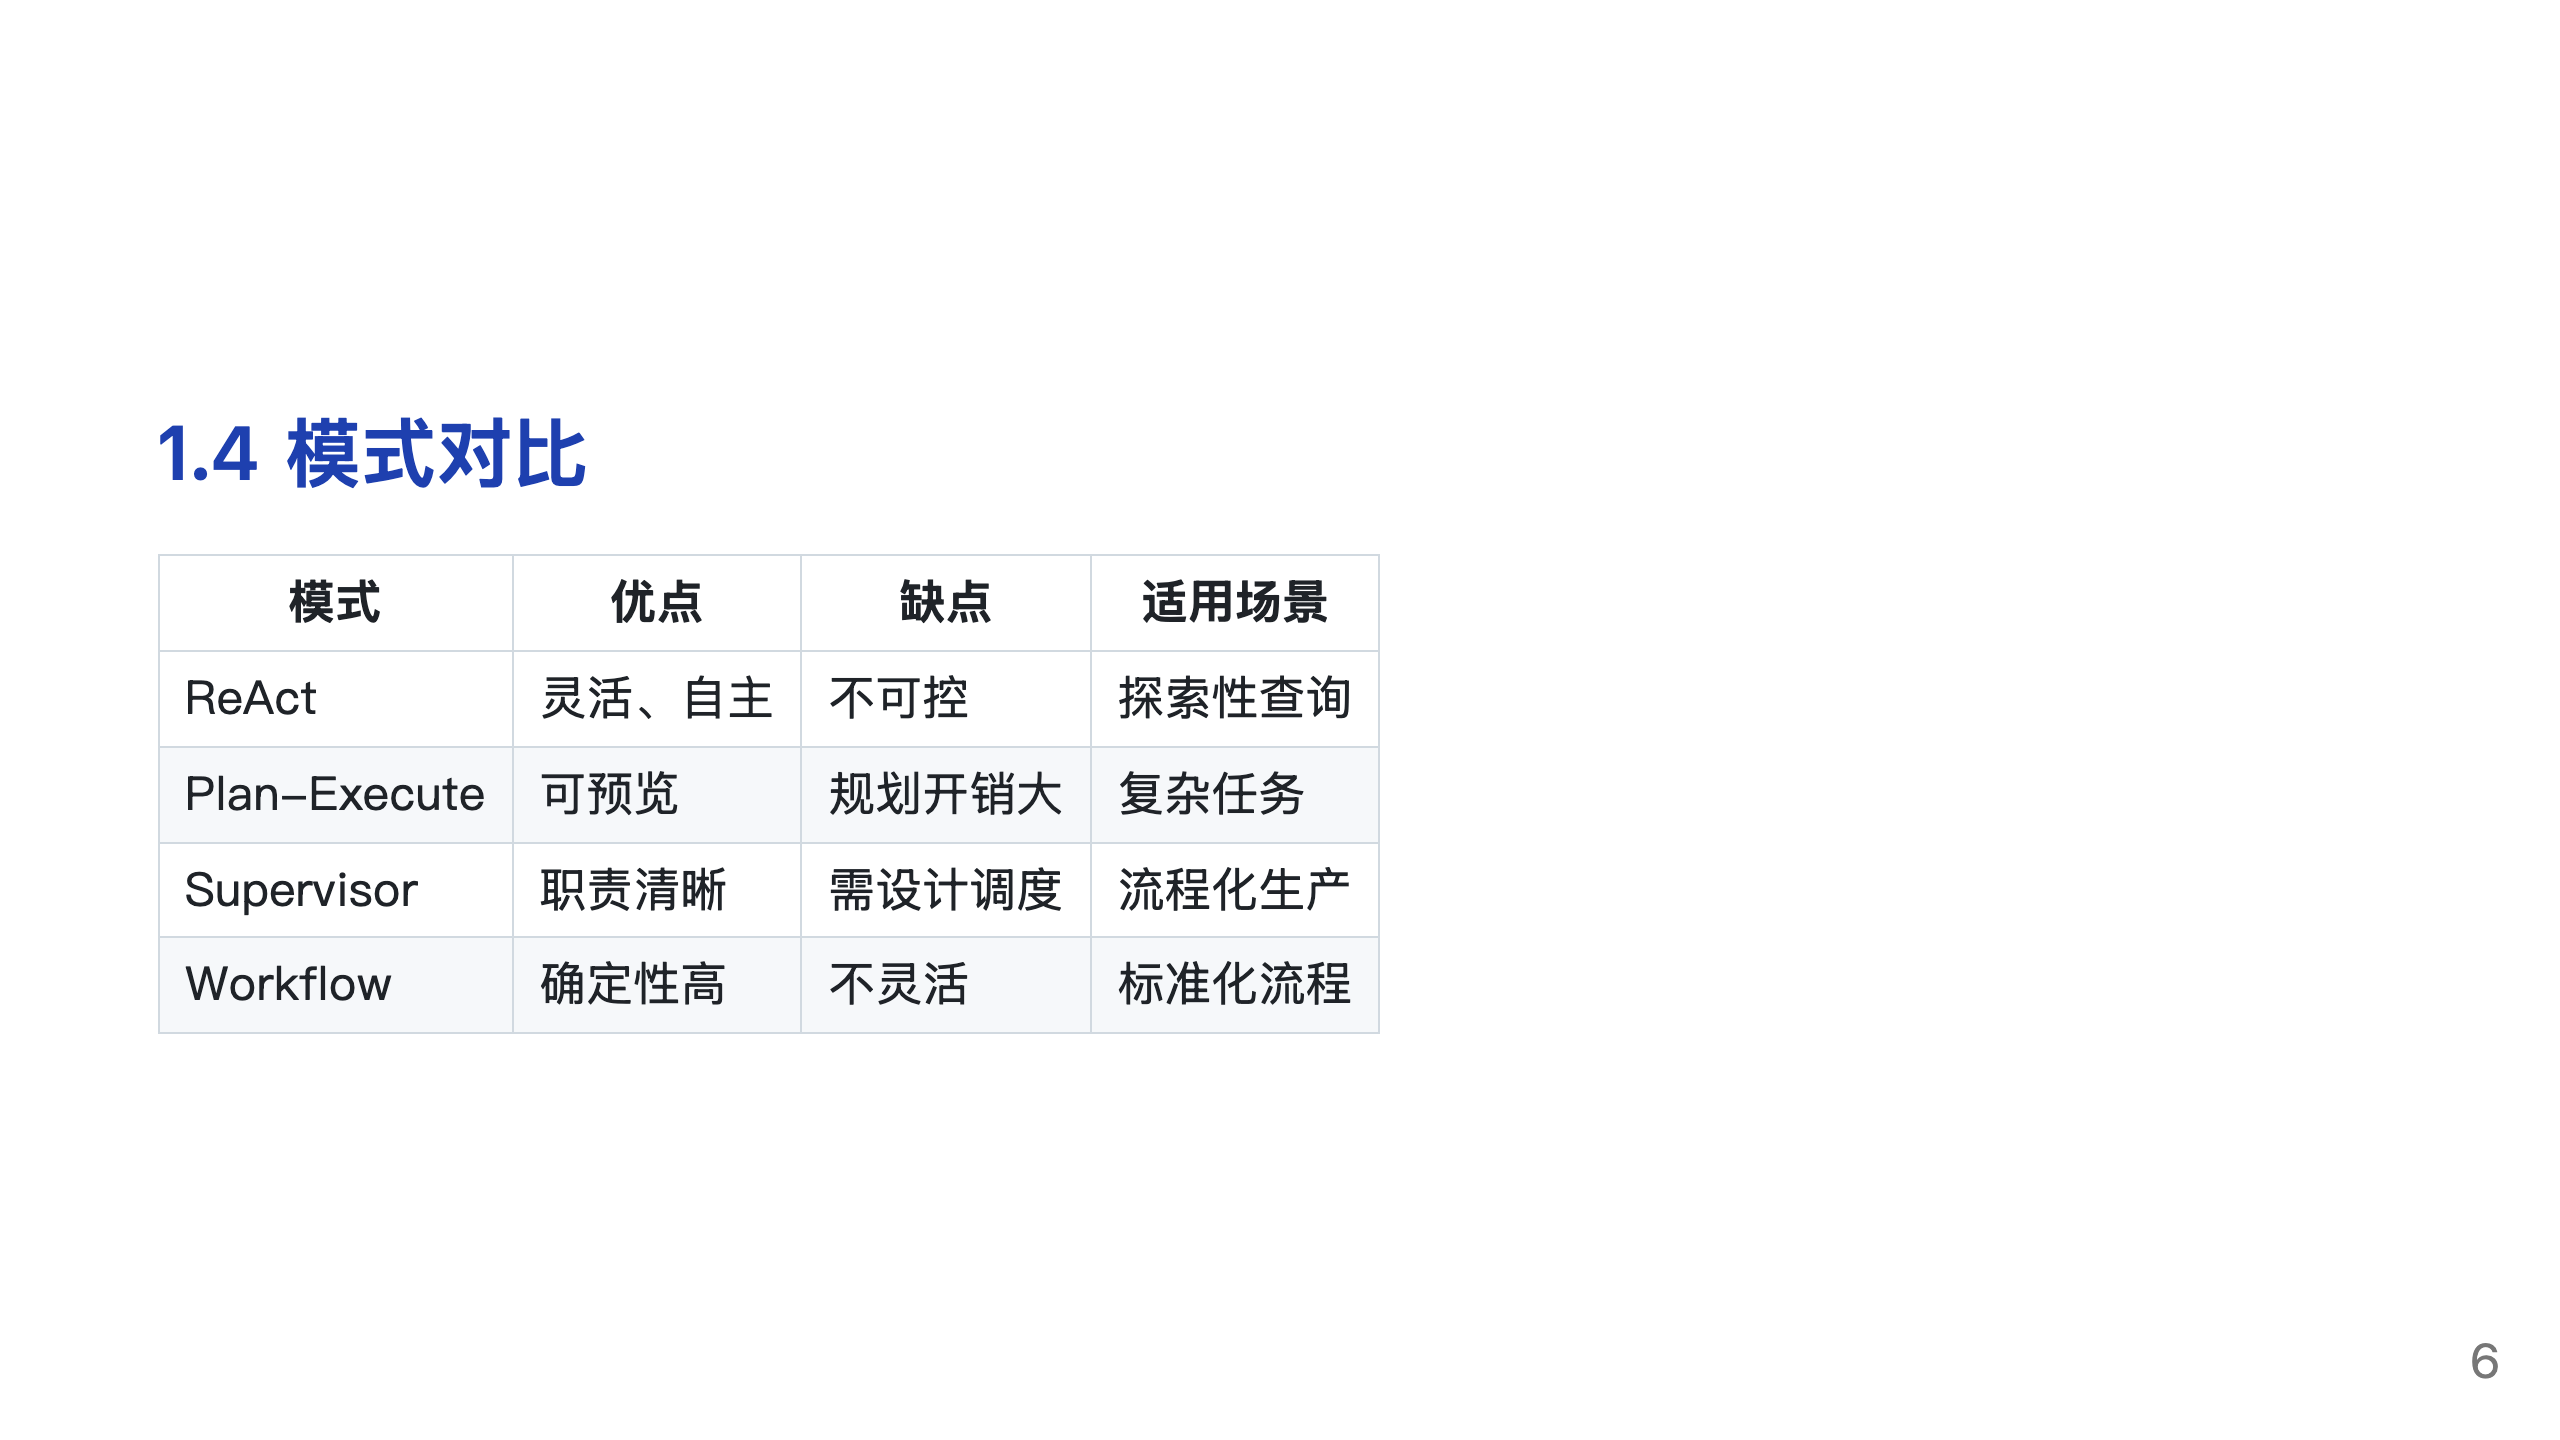 1.4 模式对比
模式 优点 缺点 适用场景
ReAct 灵活、自主 不可控 探索性查询
Plan-Execute 可预览 规划开销大 复杂任务
Supervisor 职责清晰 需设计调度 流程化生产
Workflow 确定性高 不灵活 标准化流程
6